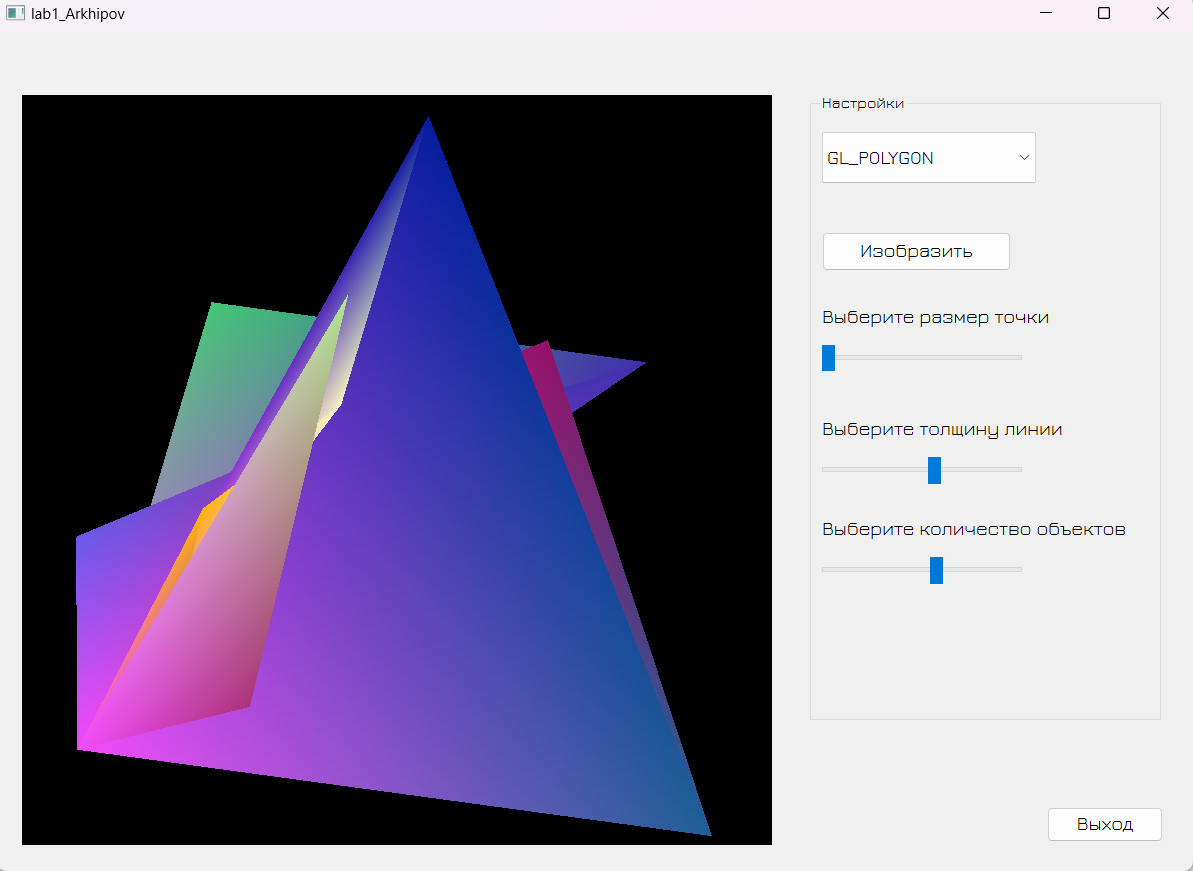 lab1_Arkhipov
Настройки
GL_POLYGON
Изобразить
Выберите размер точки
Выберите толщину линии
Выберите количество объектов
Выход